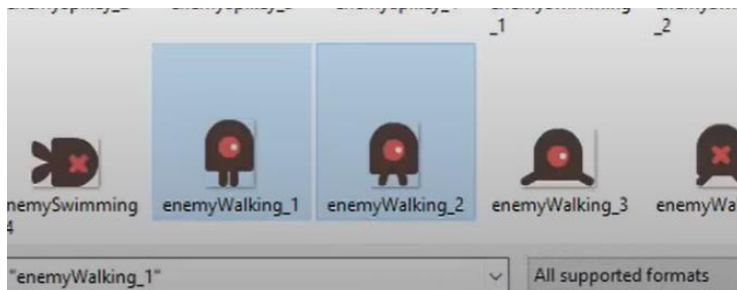 _1
_2
nemySwimming
4
enemyWalking_1
enemyWalking_2
enemyWalking_3
enemyWa
"enemyWalking_1"
All supported formats